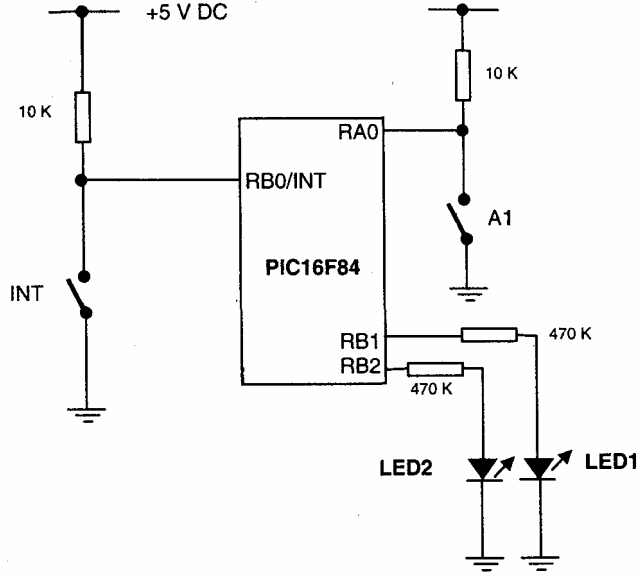 +5 V DC
10 K
10 K
RA0
RB0/INT
A1
PIC16F84
INT
RB1
470 K
RB2
470 K
LED2
LED1